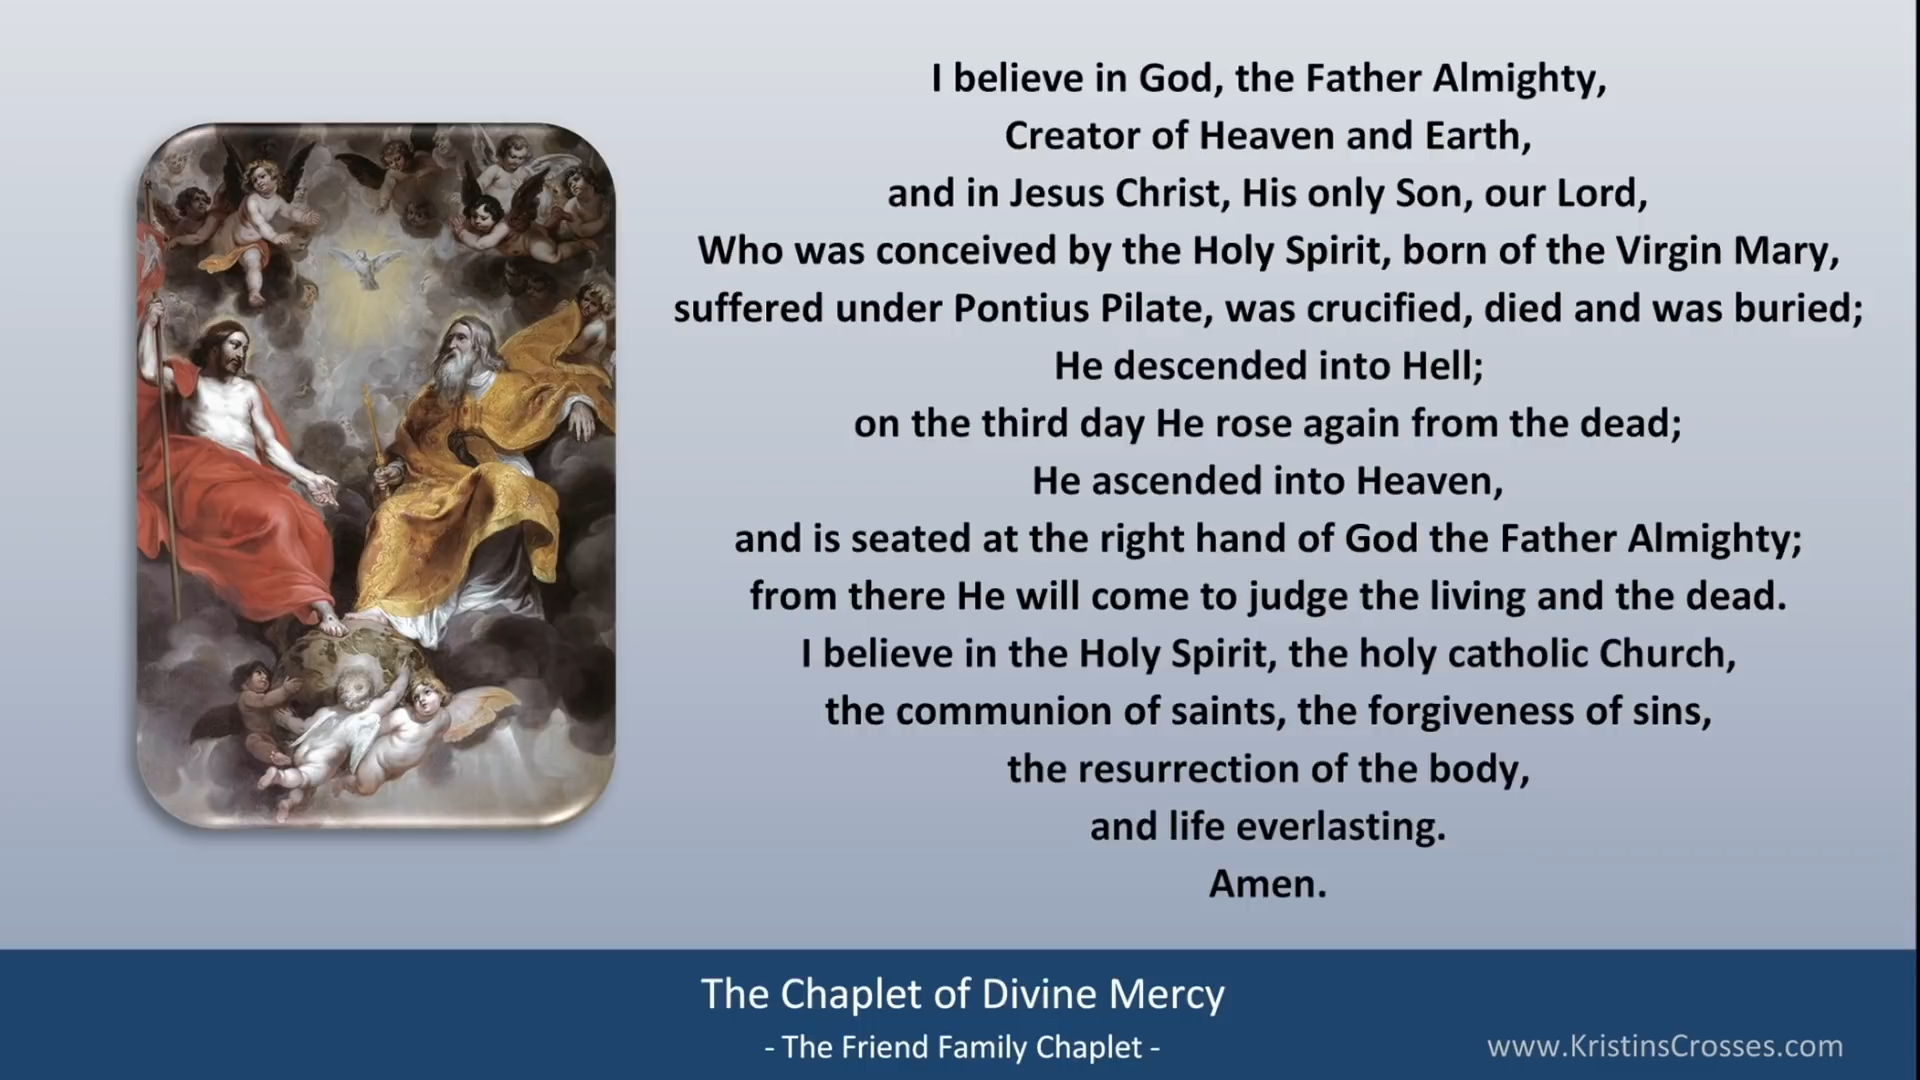 I believe in God, the Father Almighty,
Creator of Heaven and Earth,
and in Jesus Christ, His only Son, our Lord,
Who was conceived by the Holy Spirit, born of the Virgin Mary,
suffered under Pontius Pilate, was crucified, died and was buried;
He descended into Hell;
on the third day He rose again from the dead;
He ascended into Heaven,
and is seated at the right hand of God the Father Almighty;
from there He will come to judge the living and the dead.
I believe in the Holy Spirit, the holy catholic Church,
the communion of saints, the forgiveness of sins,
the resurrection of the body,
and life everlasting.
Amen.
The Chaplet of Divine Mercy
- The Friend Family Chaplet -
www.KristinsCrosses.com